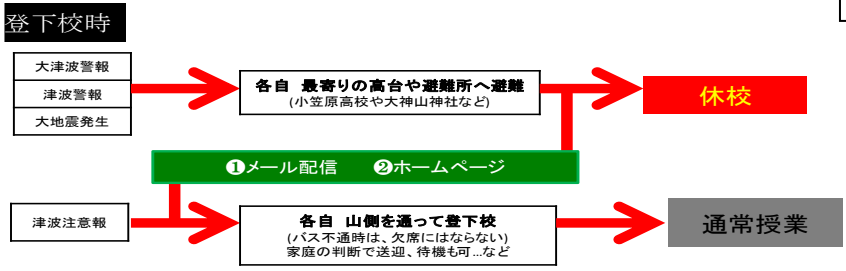 登下校時
大津波警報
津波警報
大地震発生
各自 最寄りの高台や避難所へ避難
(小笠原高校や大神山神社など)
休校
❶メール配信 ❷ホームページ
津波注意報
各自 山側を通って登下校
(バス不通時は、欠席にはならない)
家庭の判断で送迎、待機も可…など
通常授業